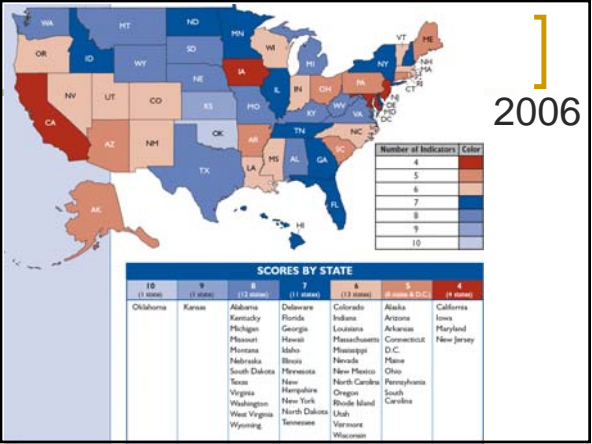 2006
WA
MT
ND
MN
VT
ME
OR
ID
SD
WI
MI
NY
NH
MA
RI
CT
WY
IA
PA
NJ
DE
MD
DC
NV
UT
NE
IL
IN
OH
WV
VA
CA
CO
KS
MO
KY
NC
AZ
NM
OK
AR
TN
SC
TX
LA
MS
AL
GA
FL
AK
HI
Number of Indicators Color
4
5
6
7
8
9
10
SCORES BY STATE
10 9 8 7 6 5 4
(1 state) (1 state) (12 states) (11 states) (13 states) (8 states & D.C.) (4 states)
Oklahoma
Kansas
Alabama
Kentucky
Michigan
Missouri
Montana
Nebraska
South Dakota
Texas
Virginia
Washington
West Virginia
Wyoming
Delaware
Florida
Georgia
Hawaii
Idaho
Illinois
Minnesota
New
Hampshire
New York
North Dakota
Tennessee
Colorado
Indiana
Louisiana
Massachusetts
Mississippi
Nevada
New Mexico
North Carolina
Oregon
Rhode Island
Utah
Vermont
Wisconsin
Alaska
Arizona
Arkansas
Connecticut
D.C.
Maine
Ohio
Pennsylvania
South
Carolina
California
Iowa
Maryland
New Jersey